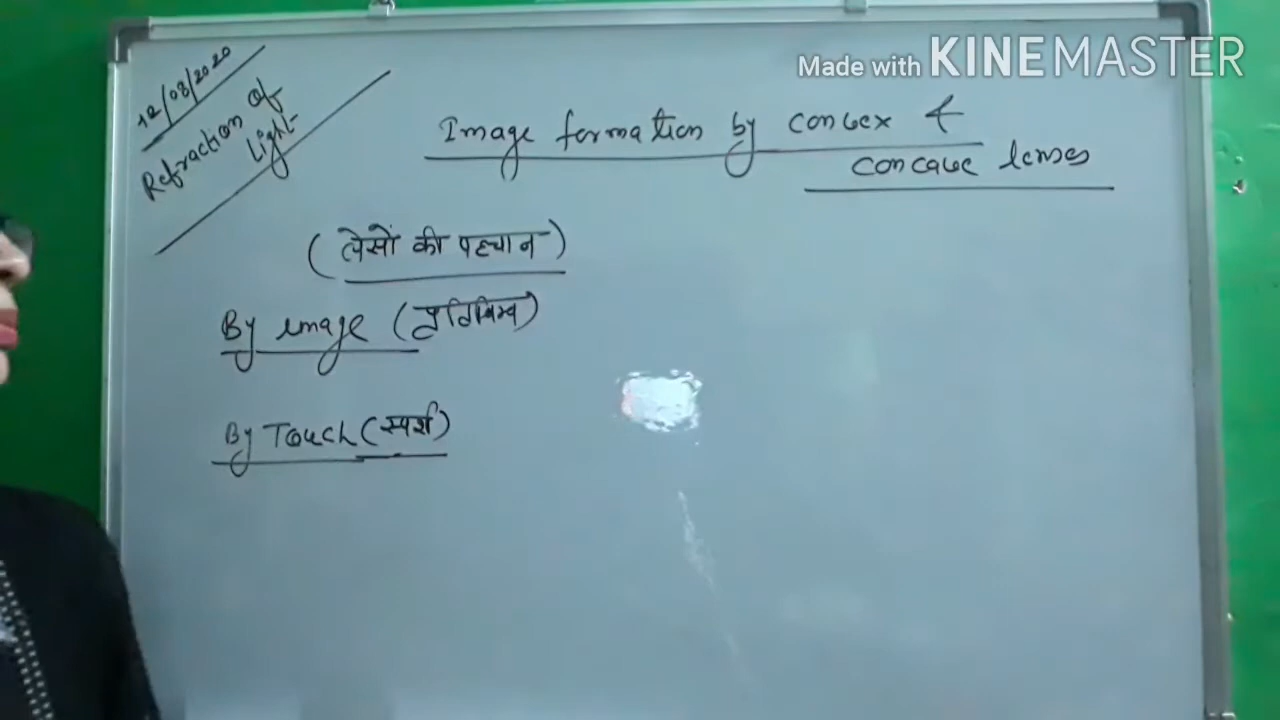 12/08/2020
Refraction of
Light
Made with KINEMASTER
Image formation by convex &
concave lenses
(लेंसों की पहचान)
By image (प्रतिबिम्ब)
By Touch (स्पर्श)